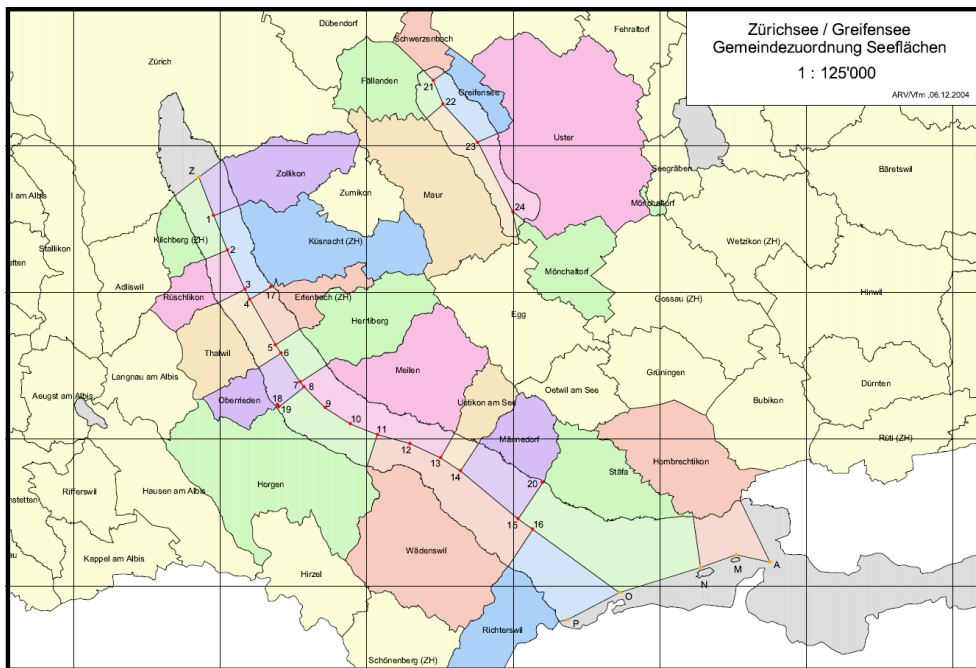 Zürichsee / Greifensee
Gemeindezuordnung Seeflächen
1 : 125'000
ARV/Vfm ,06.12.2004
Dübendorf
Fehraltorf
Schwerzenbach
Zürich
Fällanden
21
Greifensee
22
Uster
23
Zollikon
Z
Zumikon
Maur
Seegräben
Bäretswil
l am Albis
24
Mönchaltorf
1
Kilchberg (ZH)
Küsnacht (ZH)
Wetzikon (ZH)
Stallikon
2
Mönchaltorf
Adliswil
3
17
Rüschlikon
4
Erlenbach (ZH)
Gossau (ZH)
Hinwil
Egg
Herrliberg
5
6
Thalwil
Meilen
Grüningen
Langnau am Albis
7
8
Oetwil am See
Dürnten
Aeugst am Albis
Oberrieden
18
19
9
Uetikon am See
Bubikon
10
11
12
Männedorf
Rüti (ZH)
13
14
Stäfa
Hombrechtikon
Rifferswil
Hausen am Albis
Horgen
20
nstetten
15
16
Wädenswil
au
Kappel am Albis
Hirzel
M
A
N
O
P
Richterswil
Schönenberg (ZH)